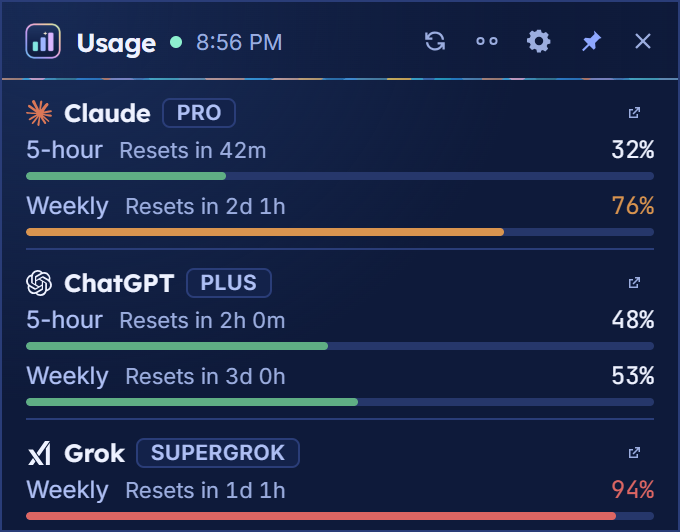 Usage 8:56 PM
Claude PRO
5-hour Resets in 42m 32%
Weekly Resets in 2d 1h 76%
ChatGPT PLUS
5-hour Resets in 2h 0m 48%
Weekly Resets in 3d 0h 53%
Grok SUPERGROK
Weekly Resets in 1d 1h 94%